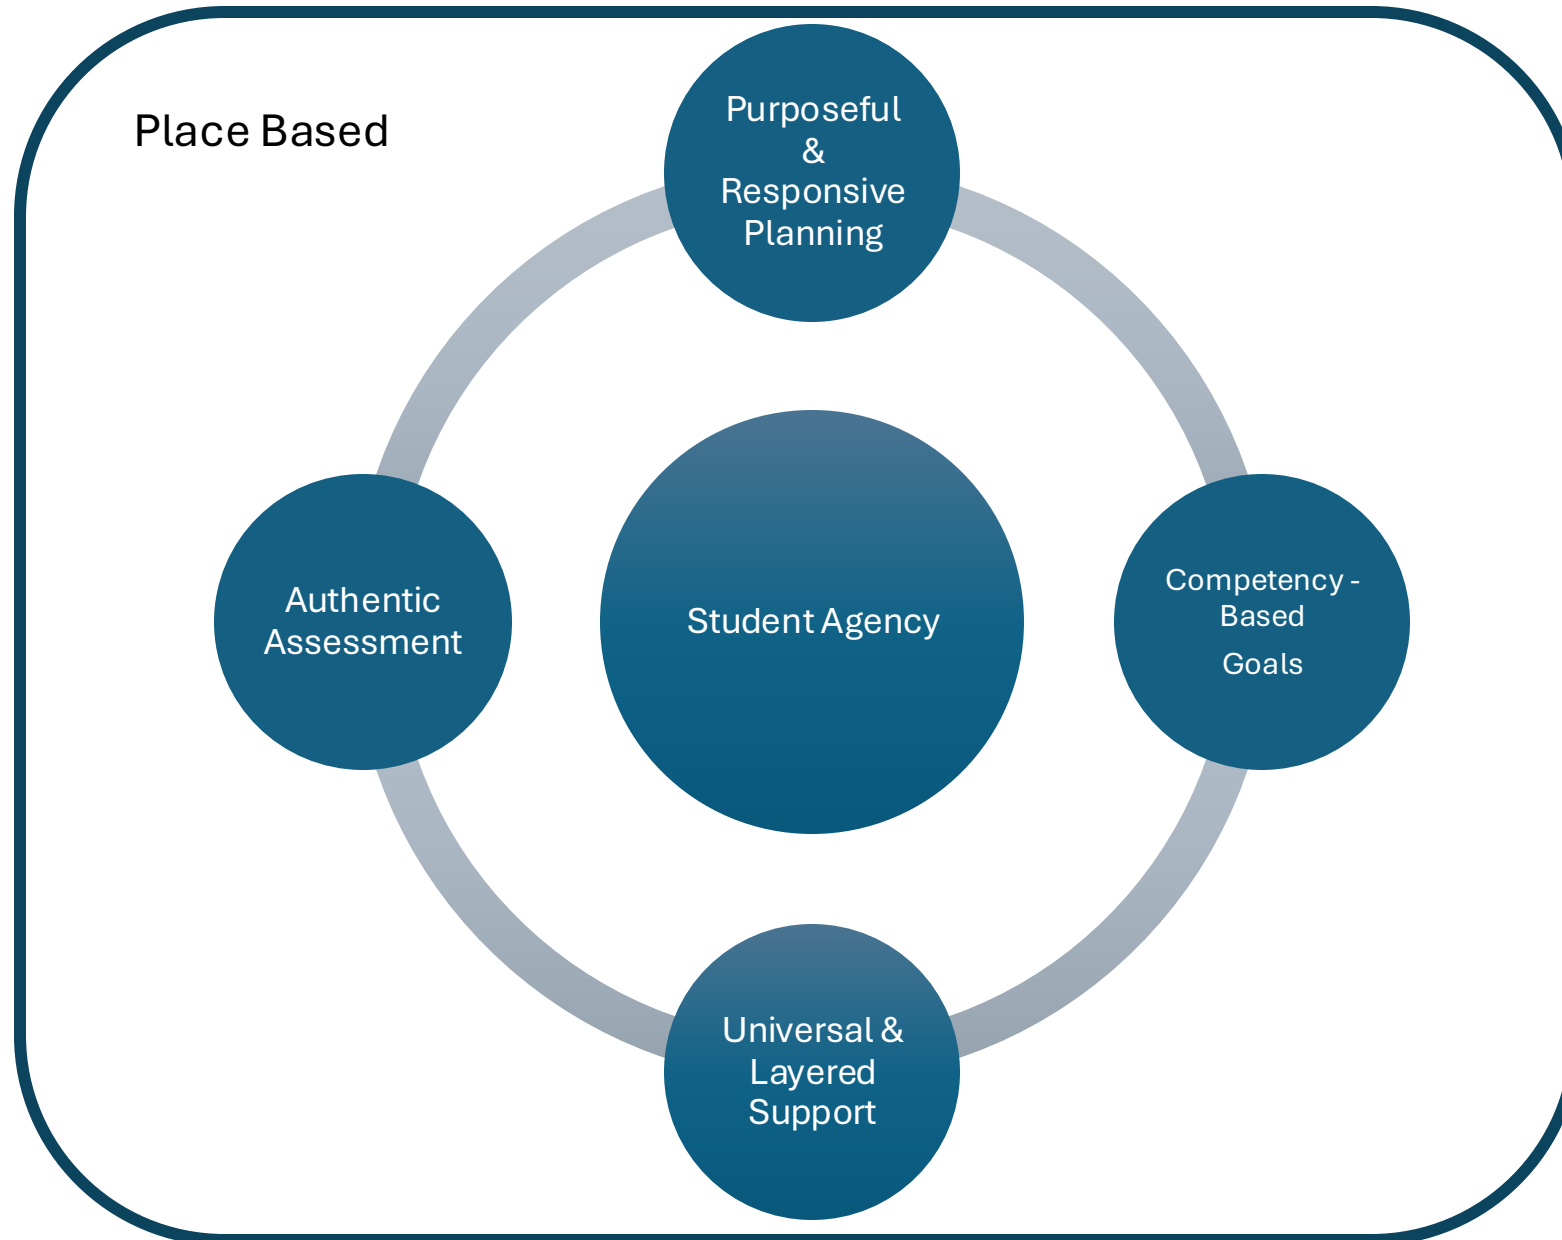 Place Based
Purposeful
&
Responsive
Planning
Authentic
Assessment
Student Agency
Competency-
Based
Goals
Universal &
Layered
Support